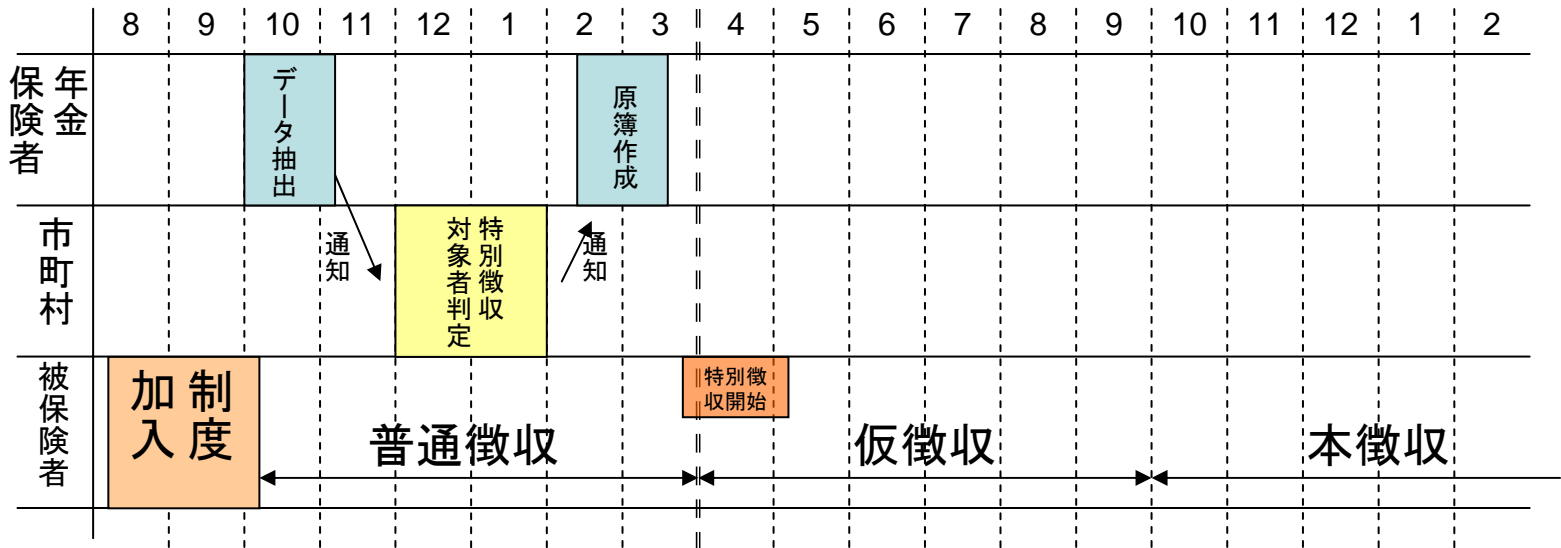 8 9 10 11 12 1 2 3 4 5 6 7 8 9 10 11 12 1 2
年金
保険者
データ抽出
原簿作成
市町村
通知
特別徴収
対象者判定
通知
被保険者
制度
加入
普通徴収
特別徴
収開始
仮徴収
本徴収